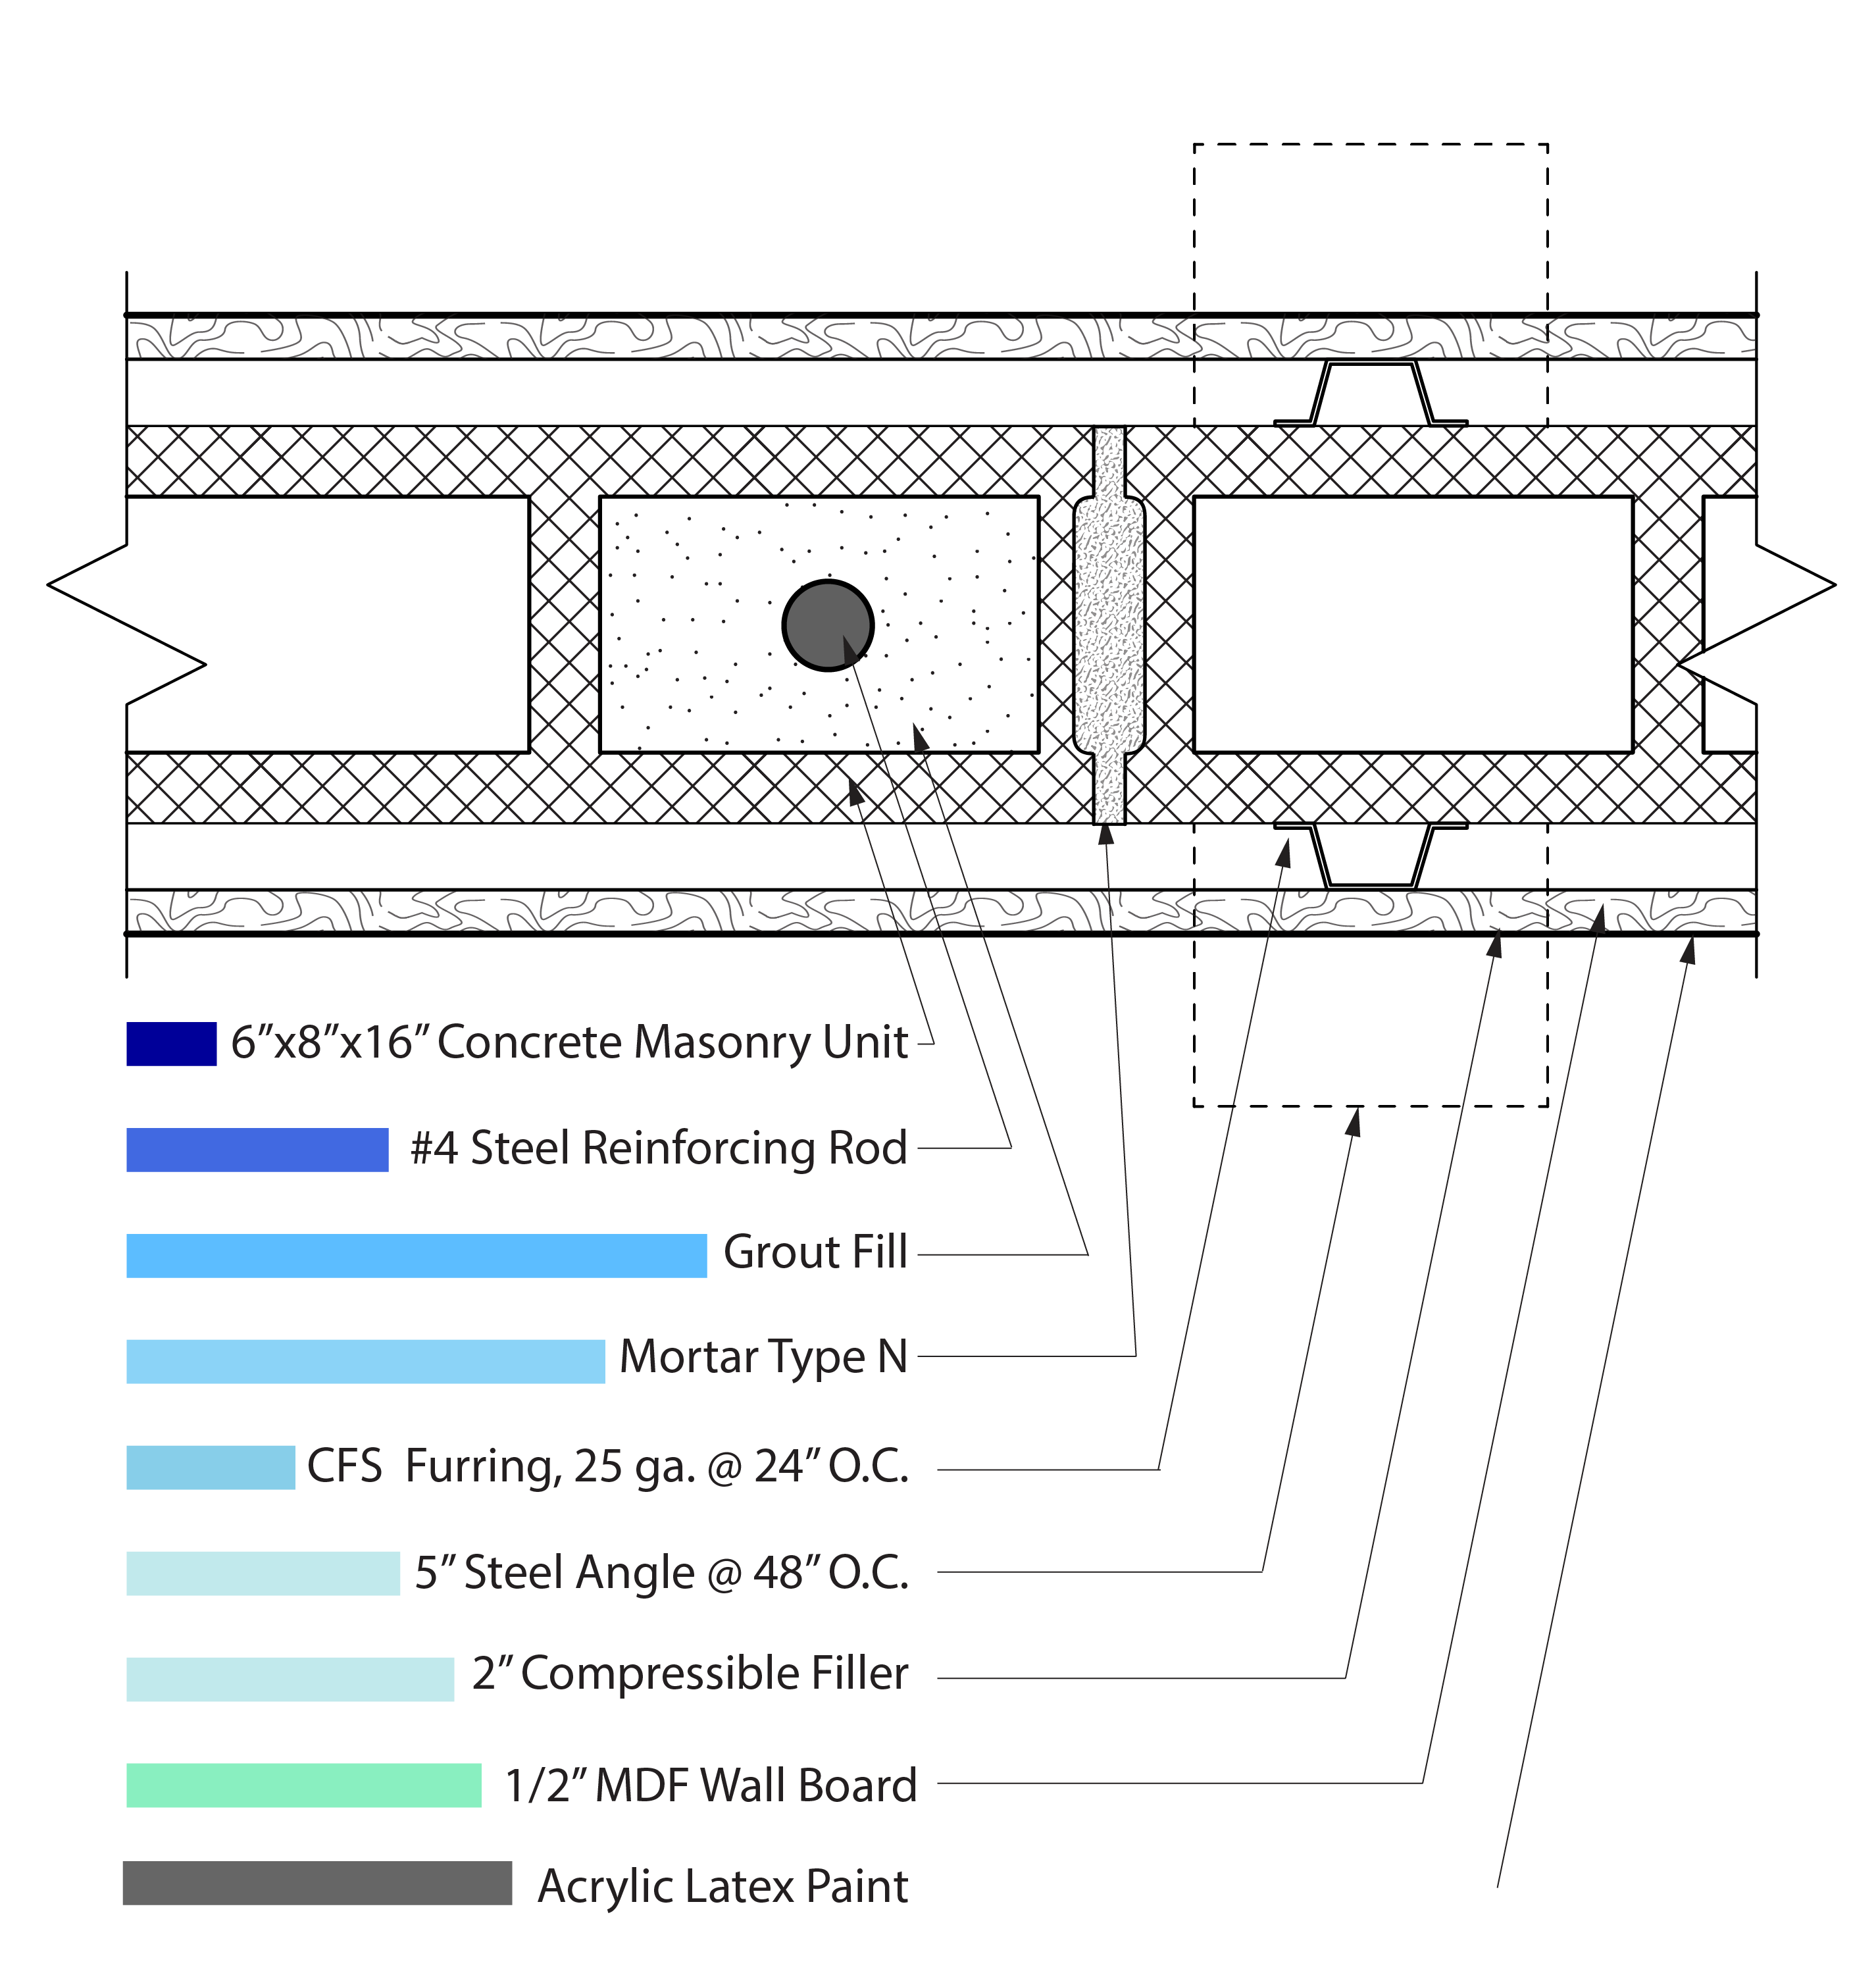 6”x8”x16” Concrete Masonry Unit
#4 Steel Reinforcing Rod
Grout Fill
Mortar Type N
CFS  Furring, 25 ga. @ 24” O.C.
5” Steel Angle @ 48” O.C.
2” Compressible Filler
1/2” MDF Wall Board
Acrylic Latex Paint